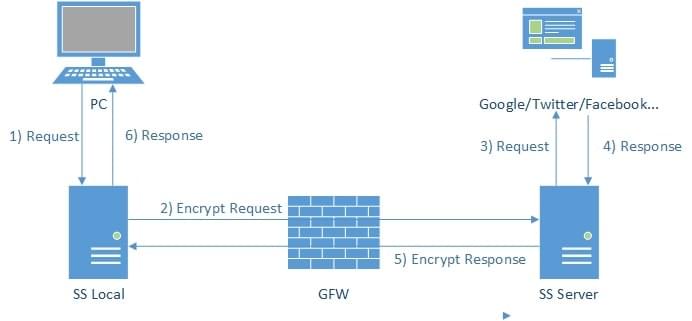 PC
Google/Twitter/Facebook...
1) Request
6) Response
3) Request
4) Response
2) Encrypt Request
5) Encrypt Response
SS Local
GFW
SS Server